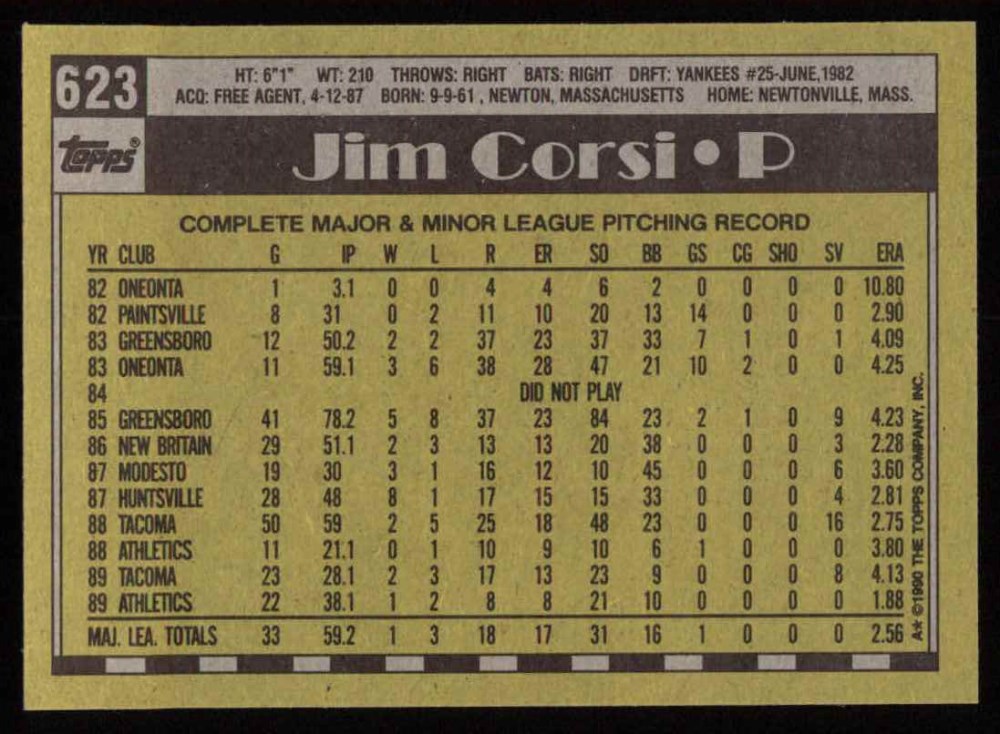 623
HT: 6"1" WT: 210 THROWS: RIGHT BATS: RIGHT DRFT: YANKEES #25-JUNE,1982
ACQ: FREE AGENT, 4-12-87 BORN: 9-9-61, NEWTON, MASSACHUSETTS HOME: NEWTONVILLE, MASS.
topps®
Jim Corsi • P
COMPLETE MAJOR & MINOR LEAGUE PITCHING RECORD
YR CLUB G IP W L R ER SO BB GS CG SHO SV ERA
82 ONEONTA 1 3.1 0 0 4 4 6 2 0 0 0 0 10.80
82 PAINTSVILLE 8 31 0 2 11 10 20 13 14 0 0 0 2.90
83 GREENSBORO 12 50.2 2 2 37 23 37 33 7 1 0 1 4.09
83 ONEONTA 11 59.1 3 6 38 28 47 21 10 2 0 0 4.25
84 DID NOT PLAY
85 GREENSBORO 41 78.2 5 8 37 23 84 23 2 1 0 9 4.23
86 NEW BRITAIN 29 51.1 2 3 13 13 20 38 0 0 0 3 2.28
87 MODESTO 19 30 3 1 16 12 10 45 0 0 0 6 3.60
87 HUNTSVILLE 28 48 8 1 17 15 15 33 0 0 0 4 2.81
88 TACOMA 50 59 2 5 25 18 48 23 0 0 0 16 2.75
88 ATHLETICS 11 21.1 0 1 10 9 10 6 1 0 0 0 3.80
89 TACOMA 23 28.1 2 3 17 13 23 9 0 0 0 8 4.13
89 ATHLETICS 22 38.1 1 2 8 8 21 10 0 0 0 0 1.88
MAJ. LEA. TOTALS 33 59.2 1 3 18 17 31 16 1 0 0 0 2.56
A* ©1990 THE TOPPS COMPANY, INC.